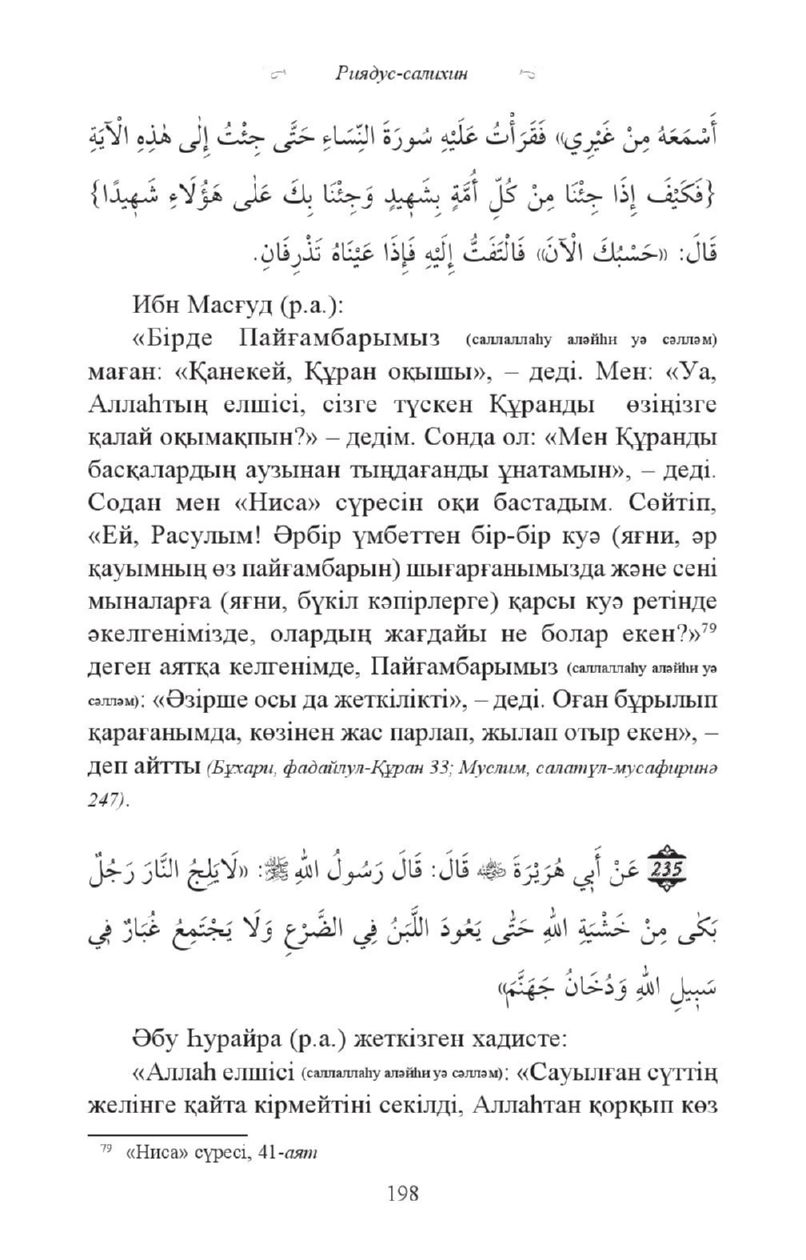 Риядус-салихин
أَسْمَعَهُ مِنْ غَيْرِي» فَقَرَأْتُ عَلَيْهِ سُورَةَ النِّسَاءِ حَتَّى جِئْتُ إِلٰى هٰذِهِ الْآيَةِ
{فَكَيْفَ إِذَا جِئْنَا مِنْ كُلِّ أُمَّةٍ بِشَهِيدٍ وَجِئْنَا بِكَ عَلٰى هَؤُلَاءِ شَهِيدًا}
قَالَ: «حَسْبُكَ الْآنَ» فَالْتَفَتُّ إِلَيْهِ فَإِذَا عَيْنَاهُ تَذْرِفَانِ.
Ибн Масғуд (р.а.):
«Бірде Пайғамбарымыз (саллаллаһу аләйһи уә сәлләм)
маған: «Қанекей, Құран оқышы», – деді. Мен: «Уа,
Аллаһтың елшісі, сізге түскен Құранды өзіңізге
қалай оқымақпын?» – дедім. Сонда ол: «Мен Құранды
басқалардың аузынан тыңдағанды ұнатамын», – деді.
Содан мен «Ниса» сүресін оқи бастадым. Сөйтіп,
«Ей, Расулым! Әрбір үмбеттен бір-бір куә (яғни, әр
қауымның өз пайғамбарын) шығарғанымызда және сені
мыналарға (яғни, бүкіл кәпірлерге) қарсы куә ретінде
әкелгенімізде, олардың жағдайы не болар екен?»79
деген аятқа келгенімде, Пайғамбарымыз (саллаллаһу аләйһи уә
сәлләм): «Әзірше осы да жеткілікті», – деді. Оған бұрылып
қарағанымда, көзінен жас парлап, жылап отыр екен», –
деп айтты (Бұхари, фадайлул-Құран 33; Муслим, салатүл-мусафиринә
247).
235 عَنْ أَبِي هُرَيْرَةَ ﷺ قَالَ: قَالَ رَسُولُ اللهِ ﷺ: «لَايَلِجُ النَّارَ رَجُلٌ
بَكٰى مِنْ خَشْيَةِ اللهِ حَتّٰى يَعُودَ اللَّبَنُ فِي الضَّرْعِ وَلَا يَجْتَمِعُ غُبَارٌ فِي
سَبِيلِ اللهِ وَدُخَانُ جَهَنَّمَ»
Әбу Һурайра (р.а.) жеткізген хадисте:
«Аллаһ елшісі (саллаллаһу аләйһи уә сәлләм): «Сауылған сүттің
желінге қайта кірмейтіні секілді, Аллаһтан қорқып көз
79 «Ниса» сүресі, 41-аят
198